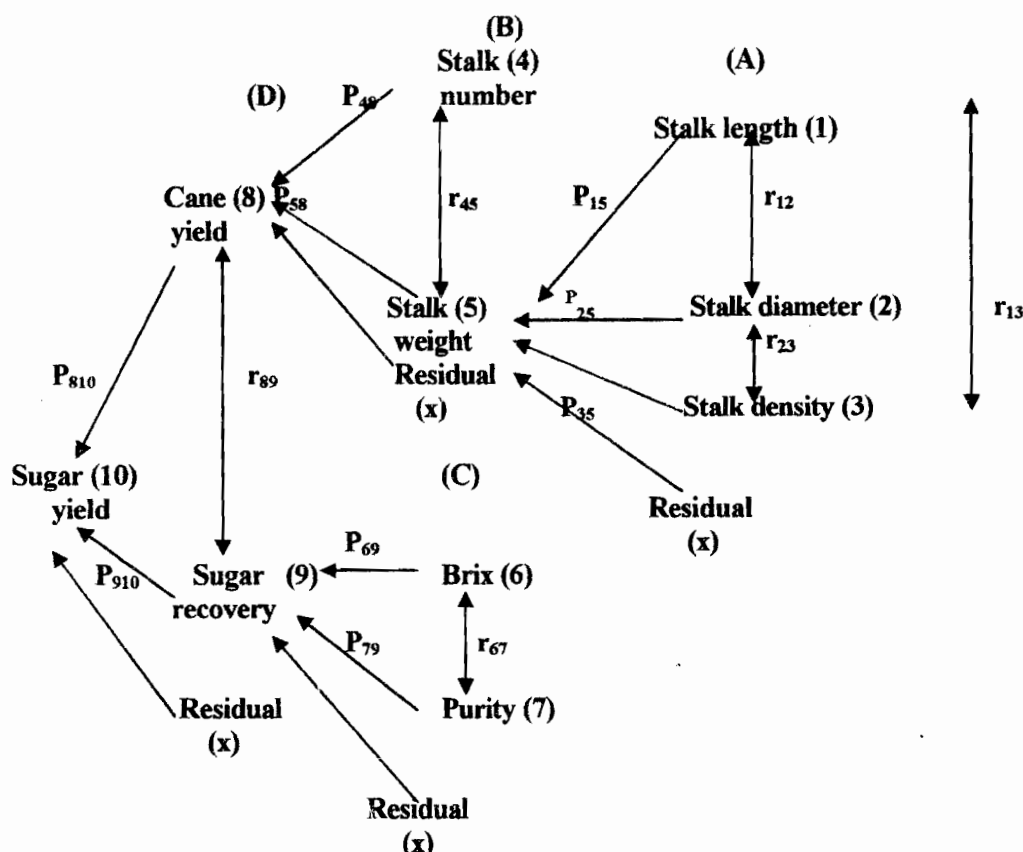 (B)
Stalk (4)
number
(A)
(D)
P₄₈
Stalk length (1)
Cane (8)
yield
P₅₈
r₄₅
P₁₅
r₁₂
Stalk (5)
weight
P
25
Stalk diameter (2)
r₁₃
r₂₃
Residual
(x)
P₈₁₀
r₈₉
P₃₅
Stalk density (3)
Sugar (10)
yield
(C)
Residual
(x)
P₆₉
P₉₁₀
Sugar (9)
recovery
Brix (6)
P₇₉
r₆₇
Residual
(x)
Purity (7)
Residual
(x)